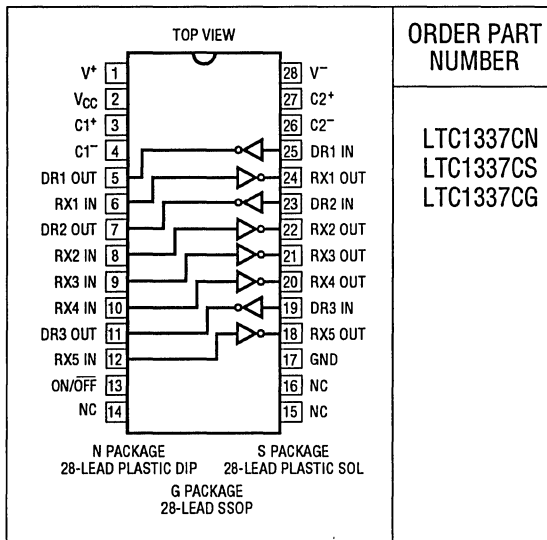 TOP VIEW
V+ 1
VCC 2
C1+ 3
C1− 4
DR1 OUT 5
RX1 IN 6
DR2 OUT 7
RX2 IN 8
RX3 IN 9
RX4 IN 10
DR3 OUT 11
RX5 IN 12
ON/OFF 13
NC 14
28 V−
27 C2+
26 C2−
25 DR1 IN
24 RX1 OUT
23 DR2 IN
22 RX2 OUT
21 RX3 OUT
20 RX4 OUT
19 DR3 IN
18 RX5 OUT
17 GND
16 NC
15 NC
N PACKAGE
28-LEAD PLASTIC DIP
S PACKAGE
28-LEAD PLASTIC SOL
G PACKAGE
28-LEAD SSOP
ORDER PART
NUMBER
LTC1337CN
LTC1337CS
LTC1337CG